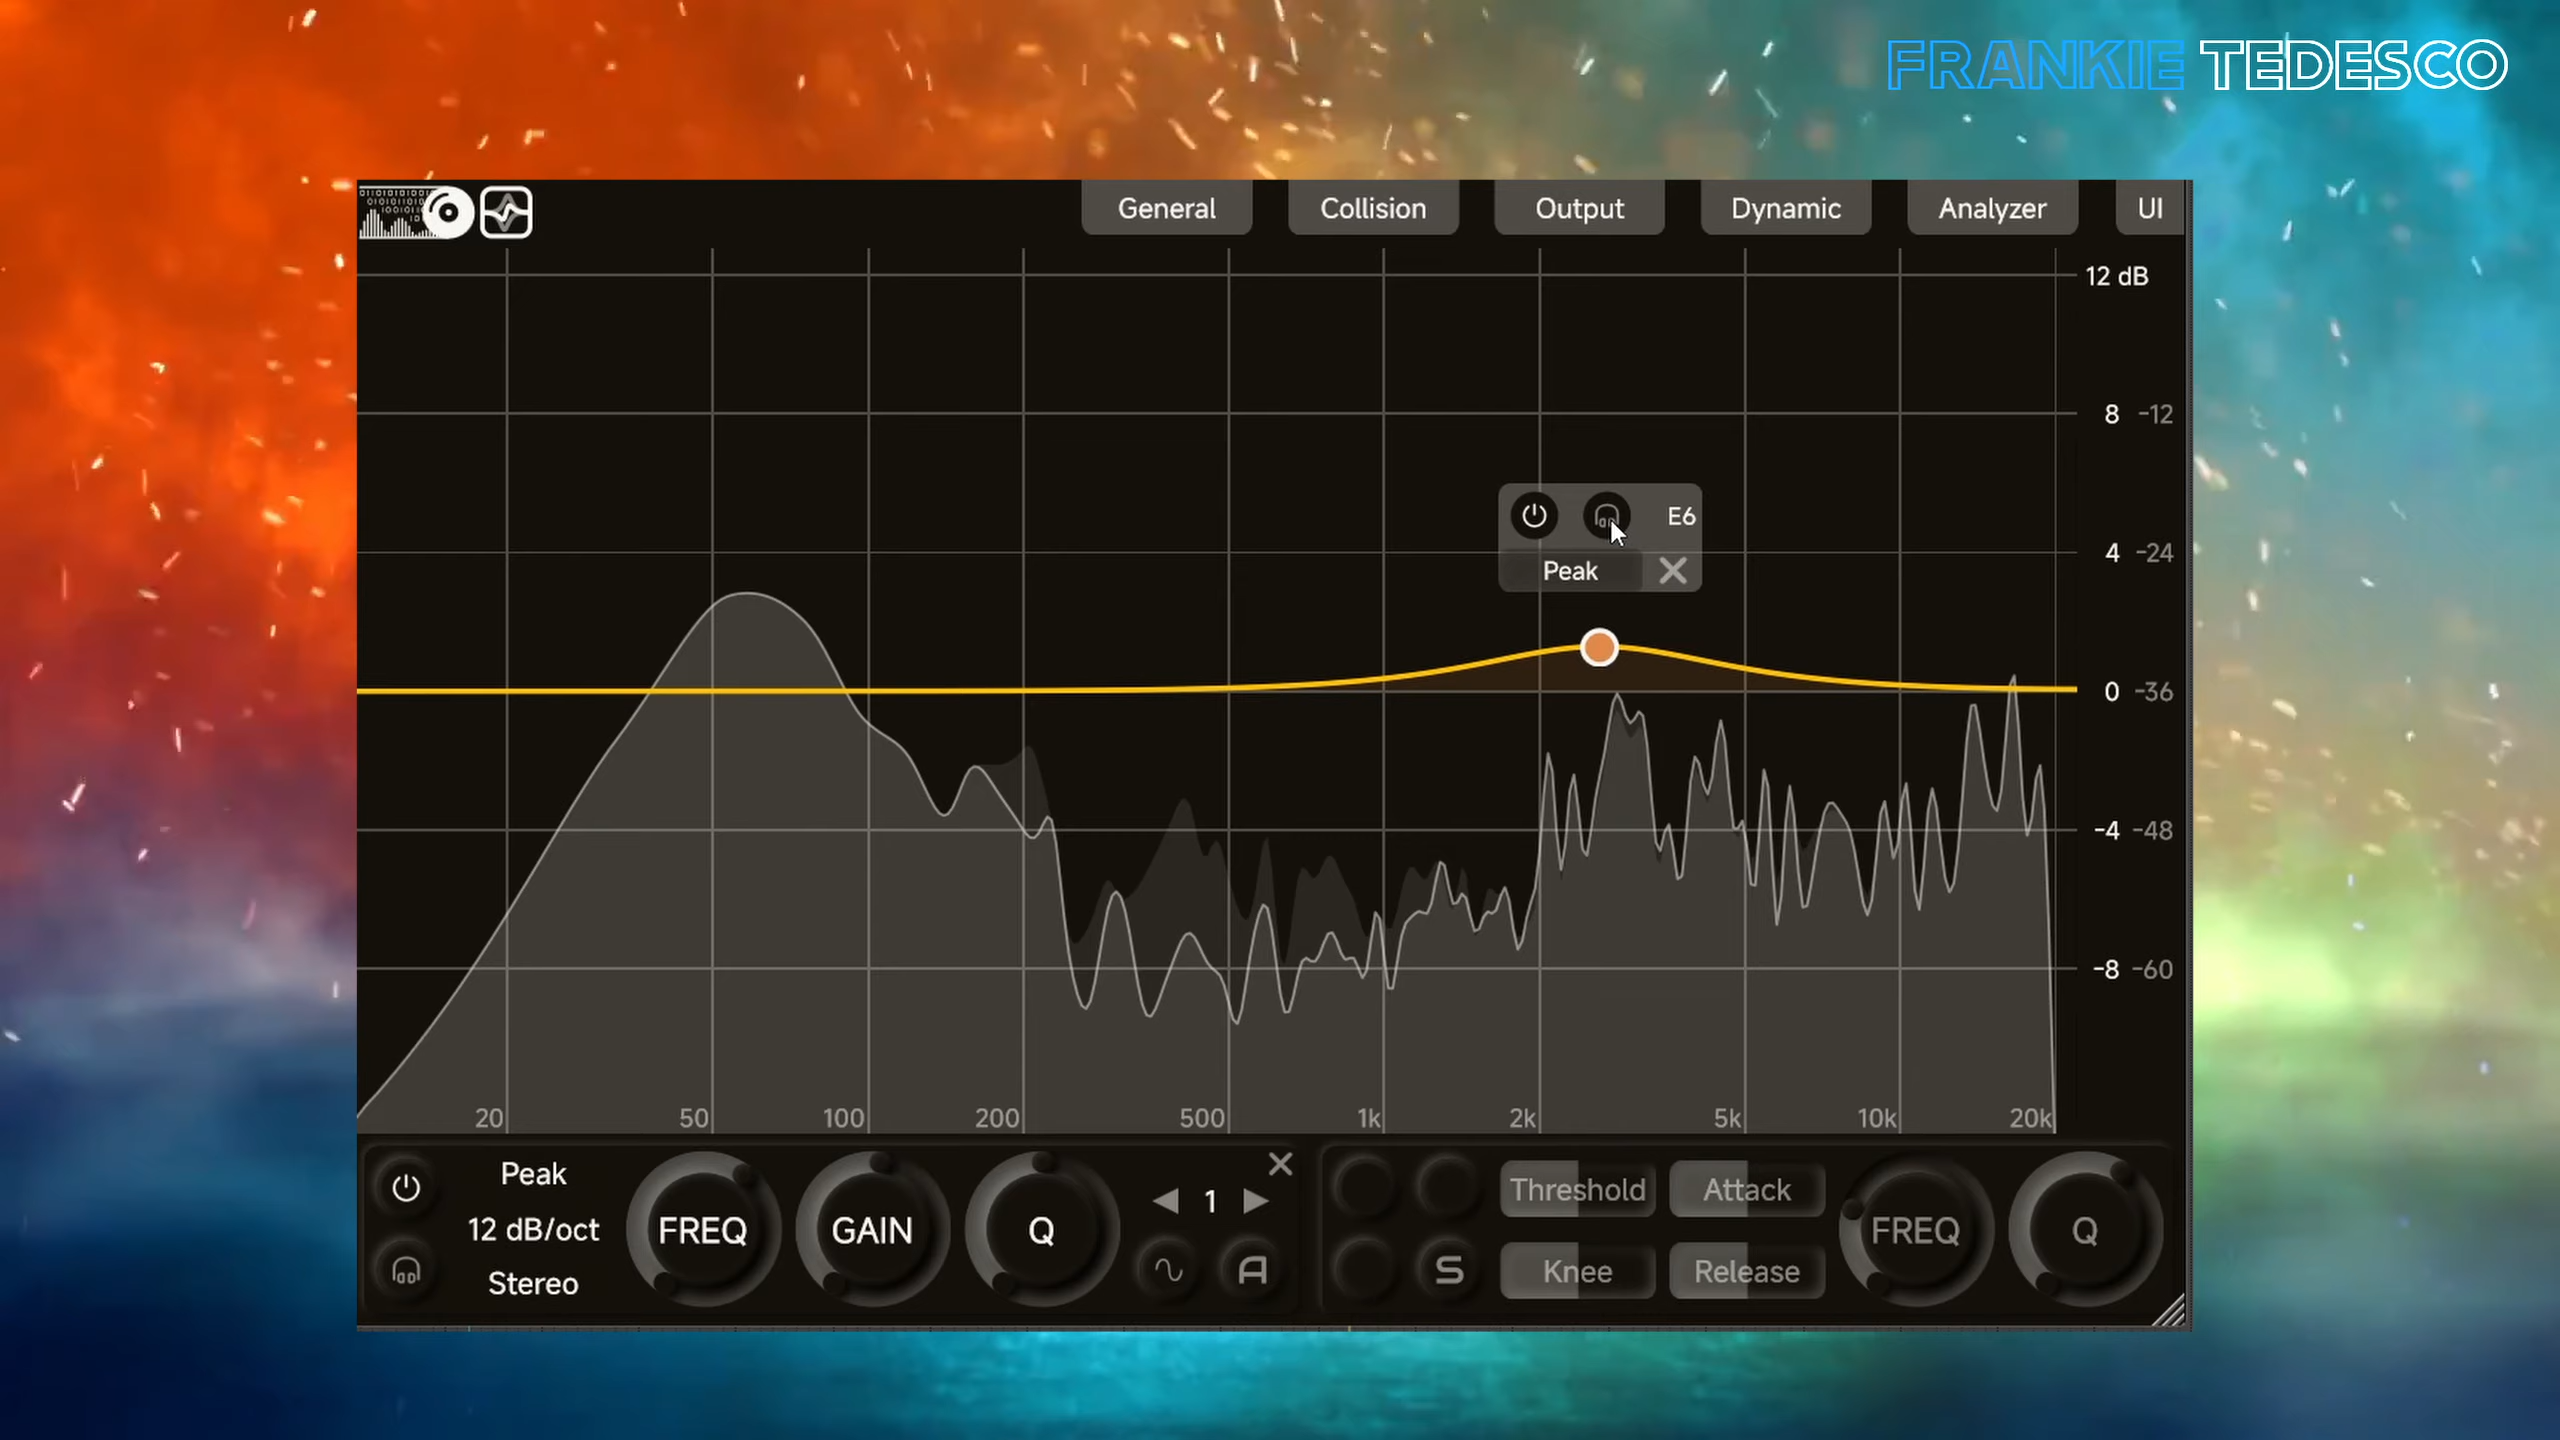 FRANKIE TEDESCO
General Collision Output Dynamic Analyzer UI
12 dB
8 -12
E6
4 -24
Peak
0 -36
-4 -48
-8 -60
20 50 100 200 500 1k 2k 5k 10k 20k
Peak
12 dB/oct
Stereo
FREQ GAIN Q
1
A
S
Threshold Attack
Knee Release
FREQ Q